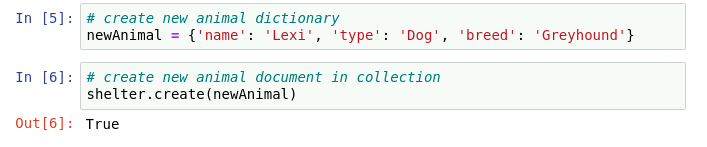 In [5]: # create new animal dictionary
newAnimal = {'name': 'Lexi', 'type': 'Dog', 'breed': 'Greyhound'}
In [6]: # create new animal document in collection
shelter.create(newAnimal)
Out[6]: True